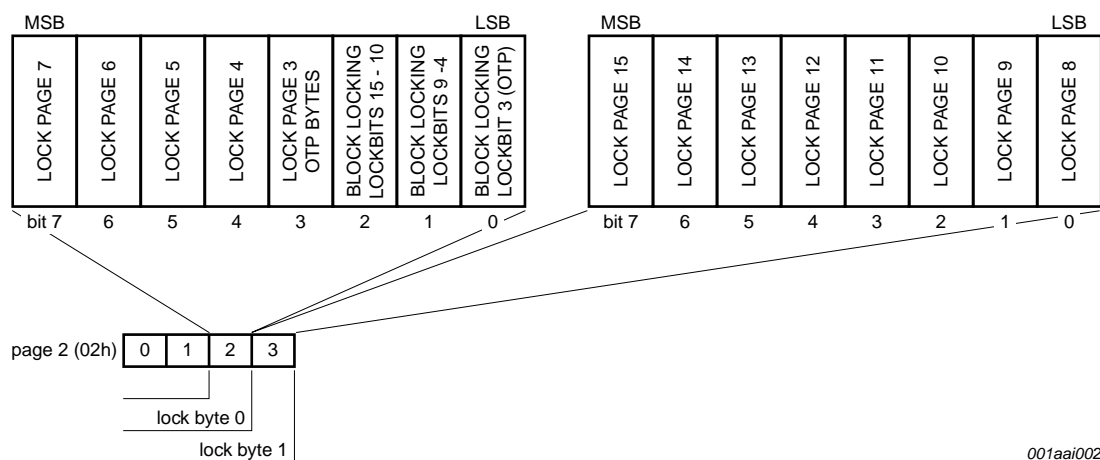 MSB LSB
LOCK PAGE 7
LOCK PAGE 6
LOCK PAGE 5
LOCK PAGE 4
LOCK PAGE 3
OTP BYTES
BLOCK LOCKING
LOCKBITS 15 - 10
BLOCK LOCKING
LOCKBITS 9 -4
BLOCK LOCKING
LOCKBIT 3 (OTP)
bit 7 6 5 4 3 2 1 0
MSB LSB
LOCK PAGE 15
LOCK PAGE 14
LOCK PAGE 13
LOCK PAGE 12
LOCK PAGE 11
LOCK PAGE 10
LOCK PAGE 9
LOCK PAGE 8
bit 7 6 5 4 3 2 1 0
page 2 (02h) 0 1 2 3
lock byte 0
lock byte 1
001aai002